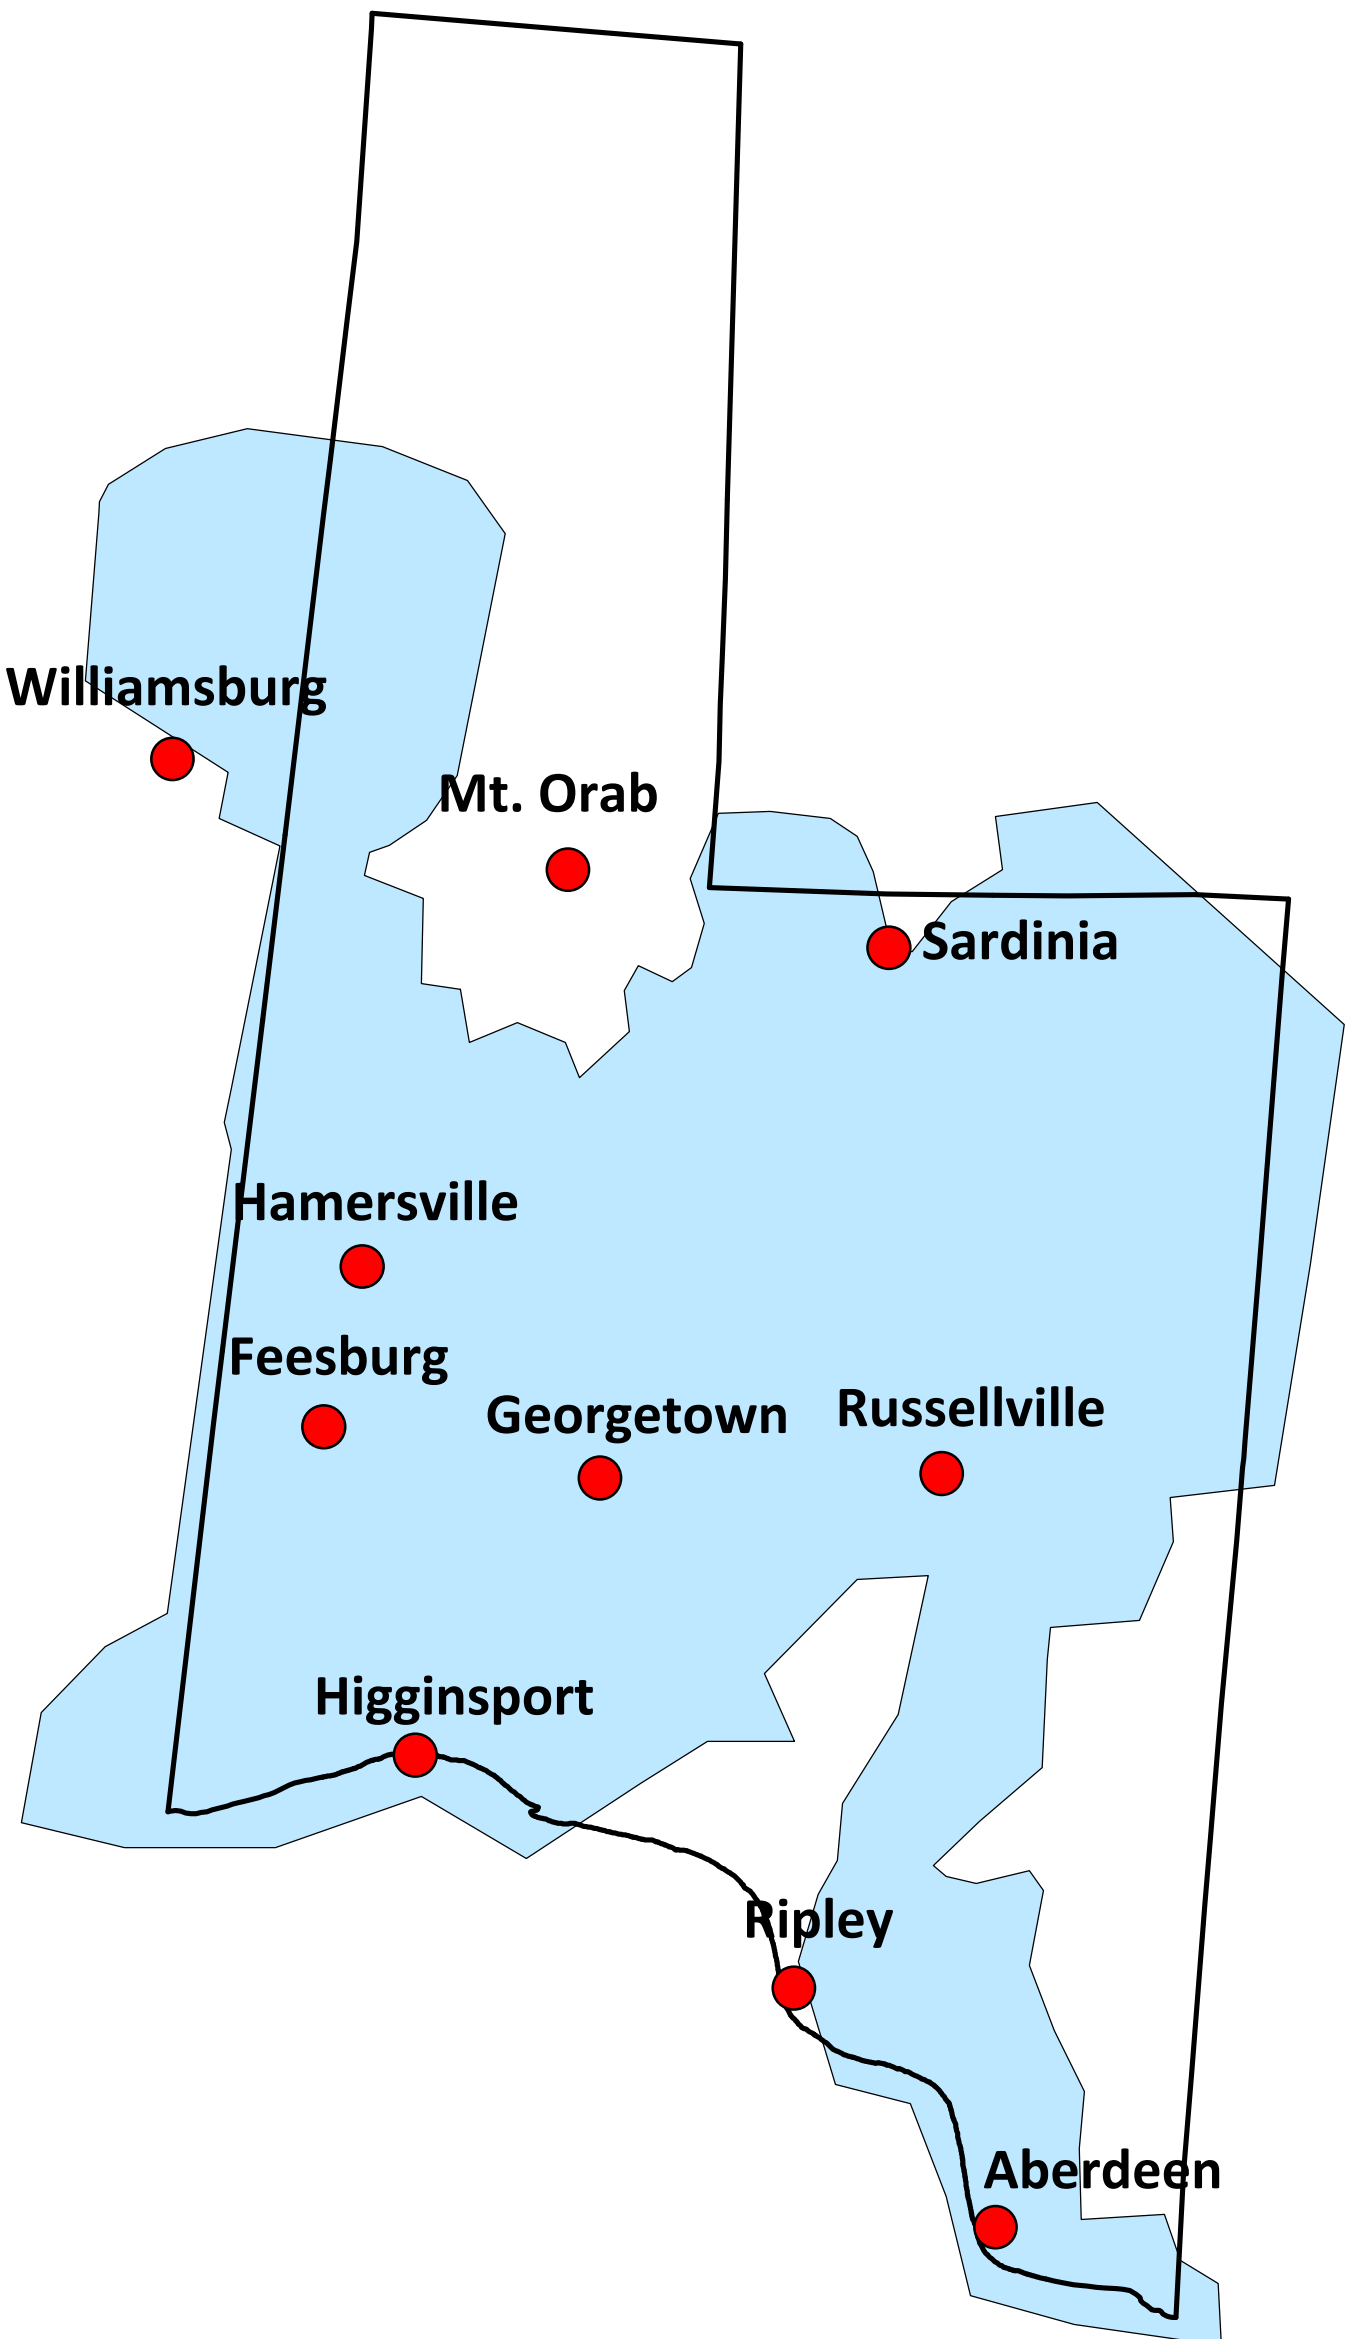 Williamsburg
Mt. Orab
Sardinia
Hamersville
Feesburg
Georgetown
Russellville
Higginsport
Ripley
Aberdeen